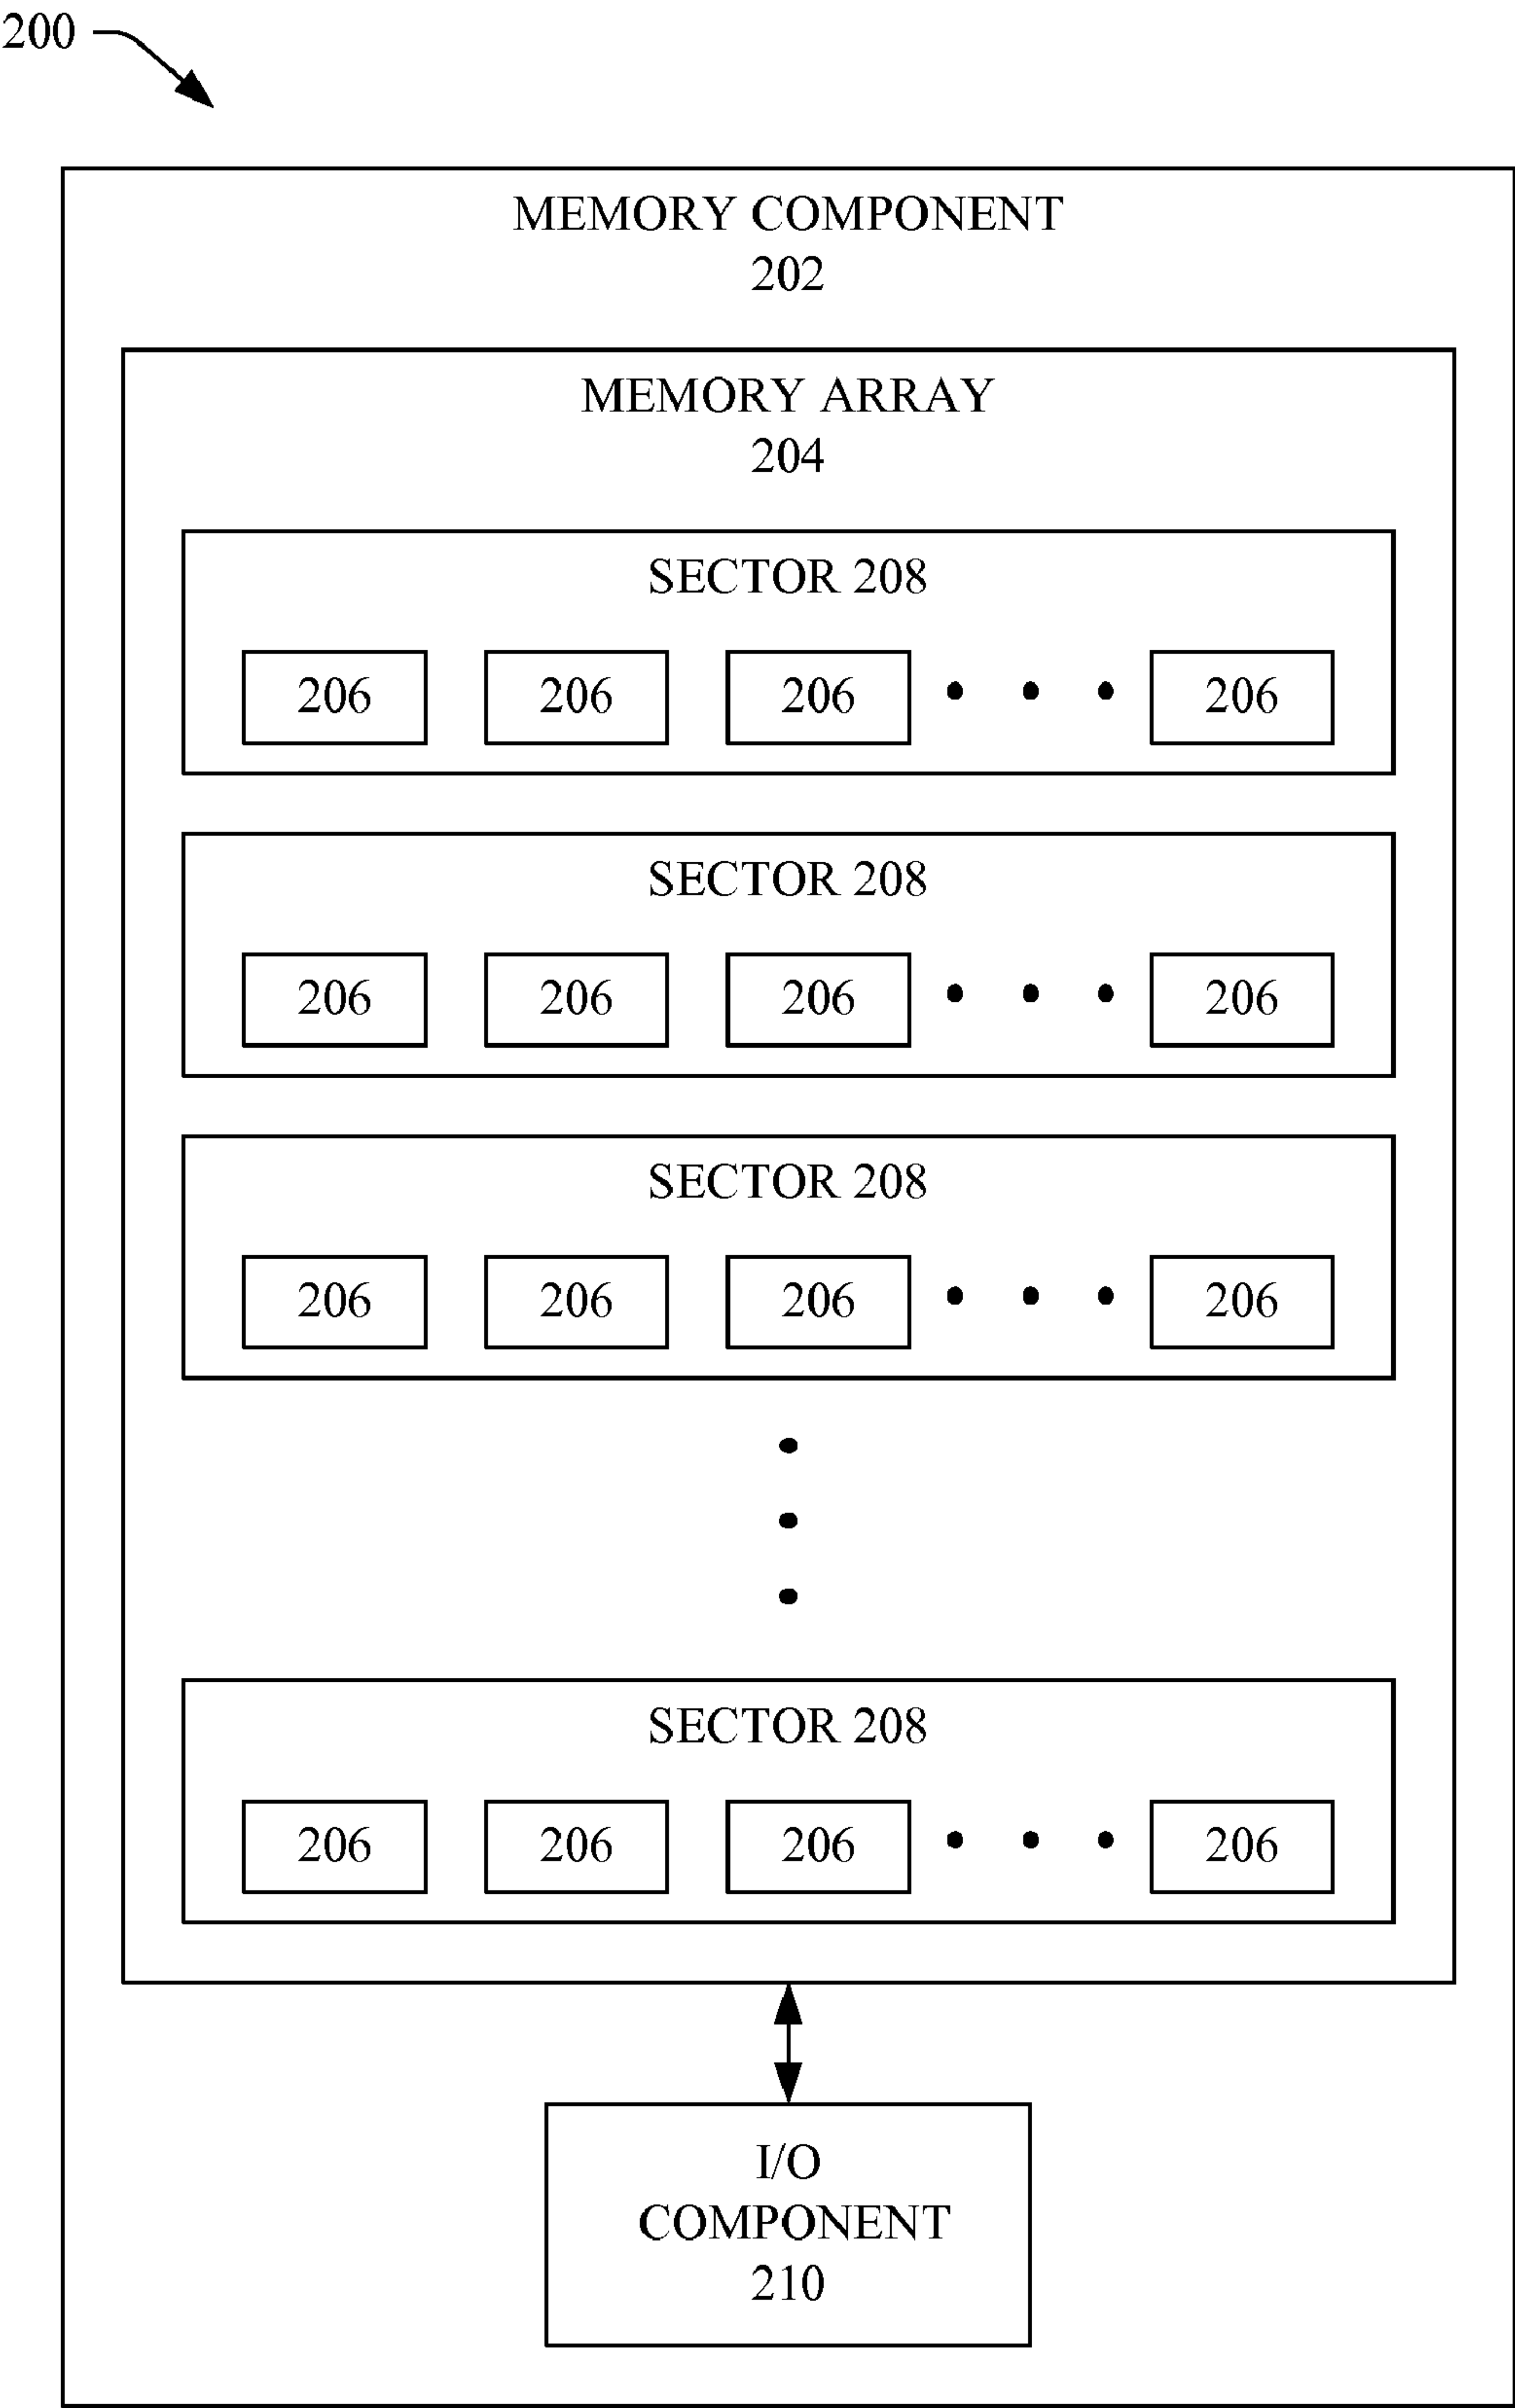 200
MEMORY COMPONENT
202
MEMORY ARRAY
204
SECTOR 208
206 206 206 • • • 206
SECTOR 208
206 206 206 • • • 206
SECTOR 208
206 206 206 • • • 206
•
•
•
SECTOR 208
206 206 206 • • • 206
I/O
COMPONENT
210